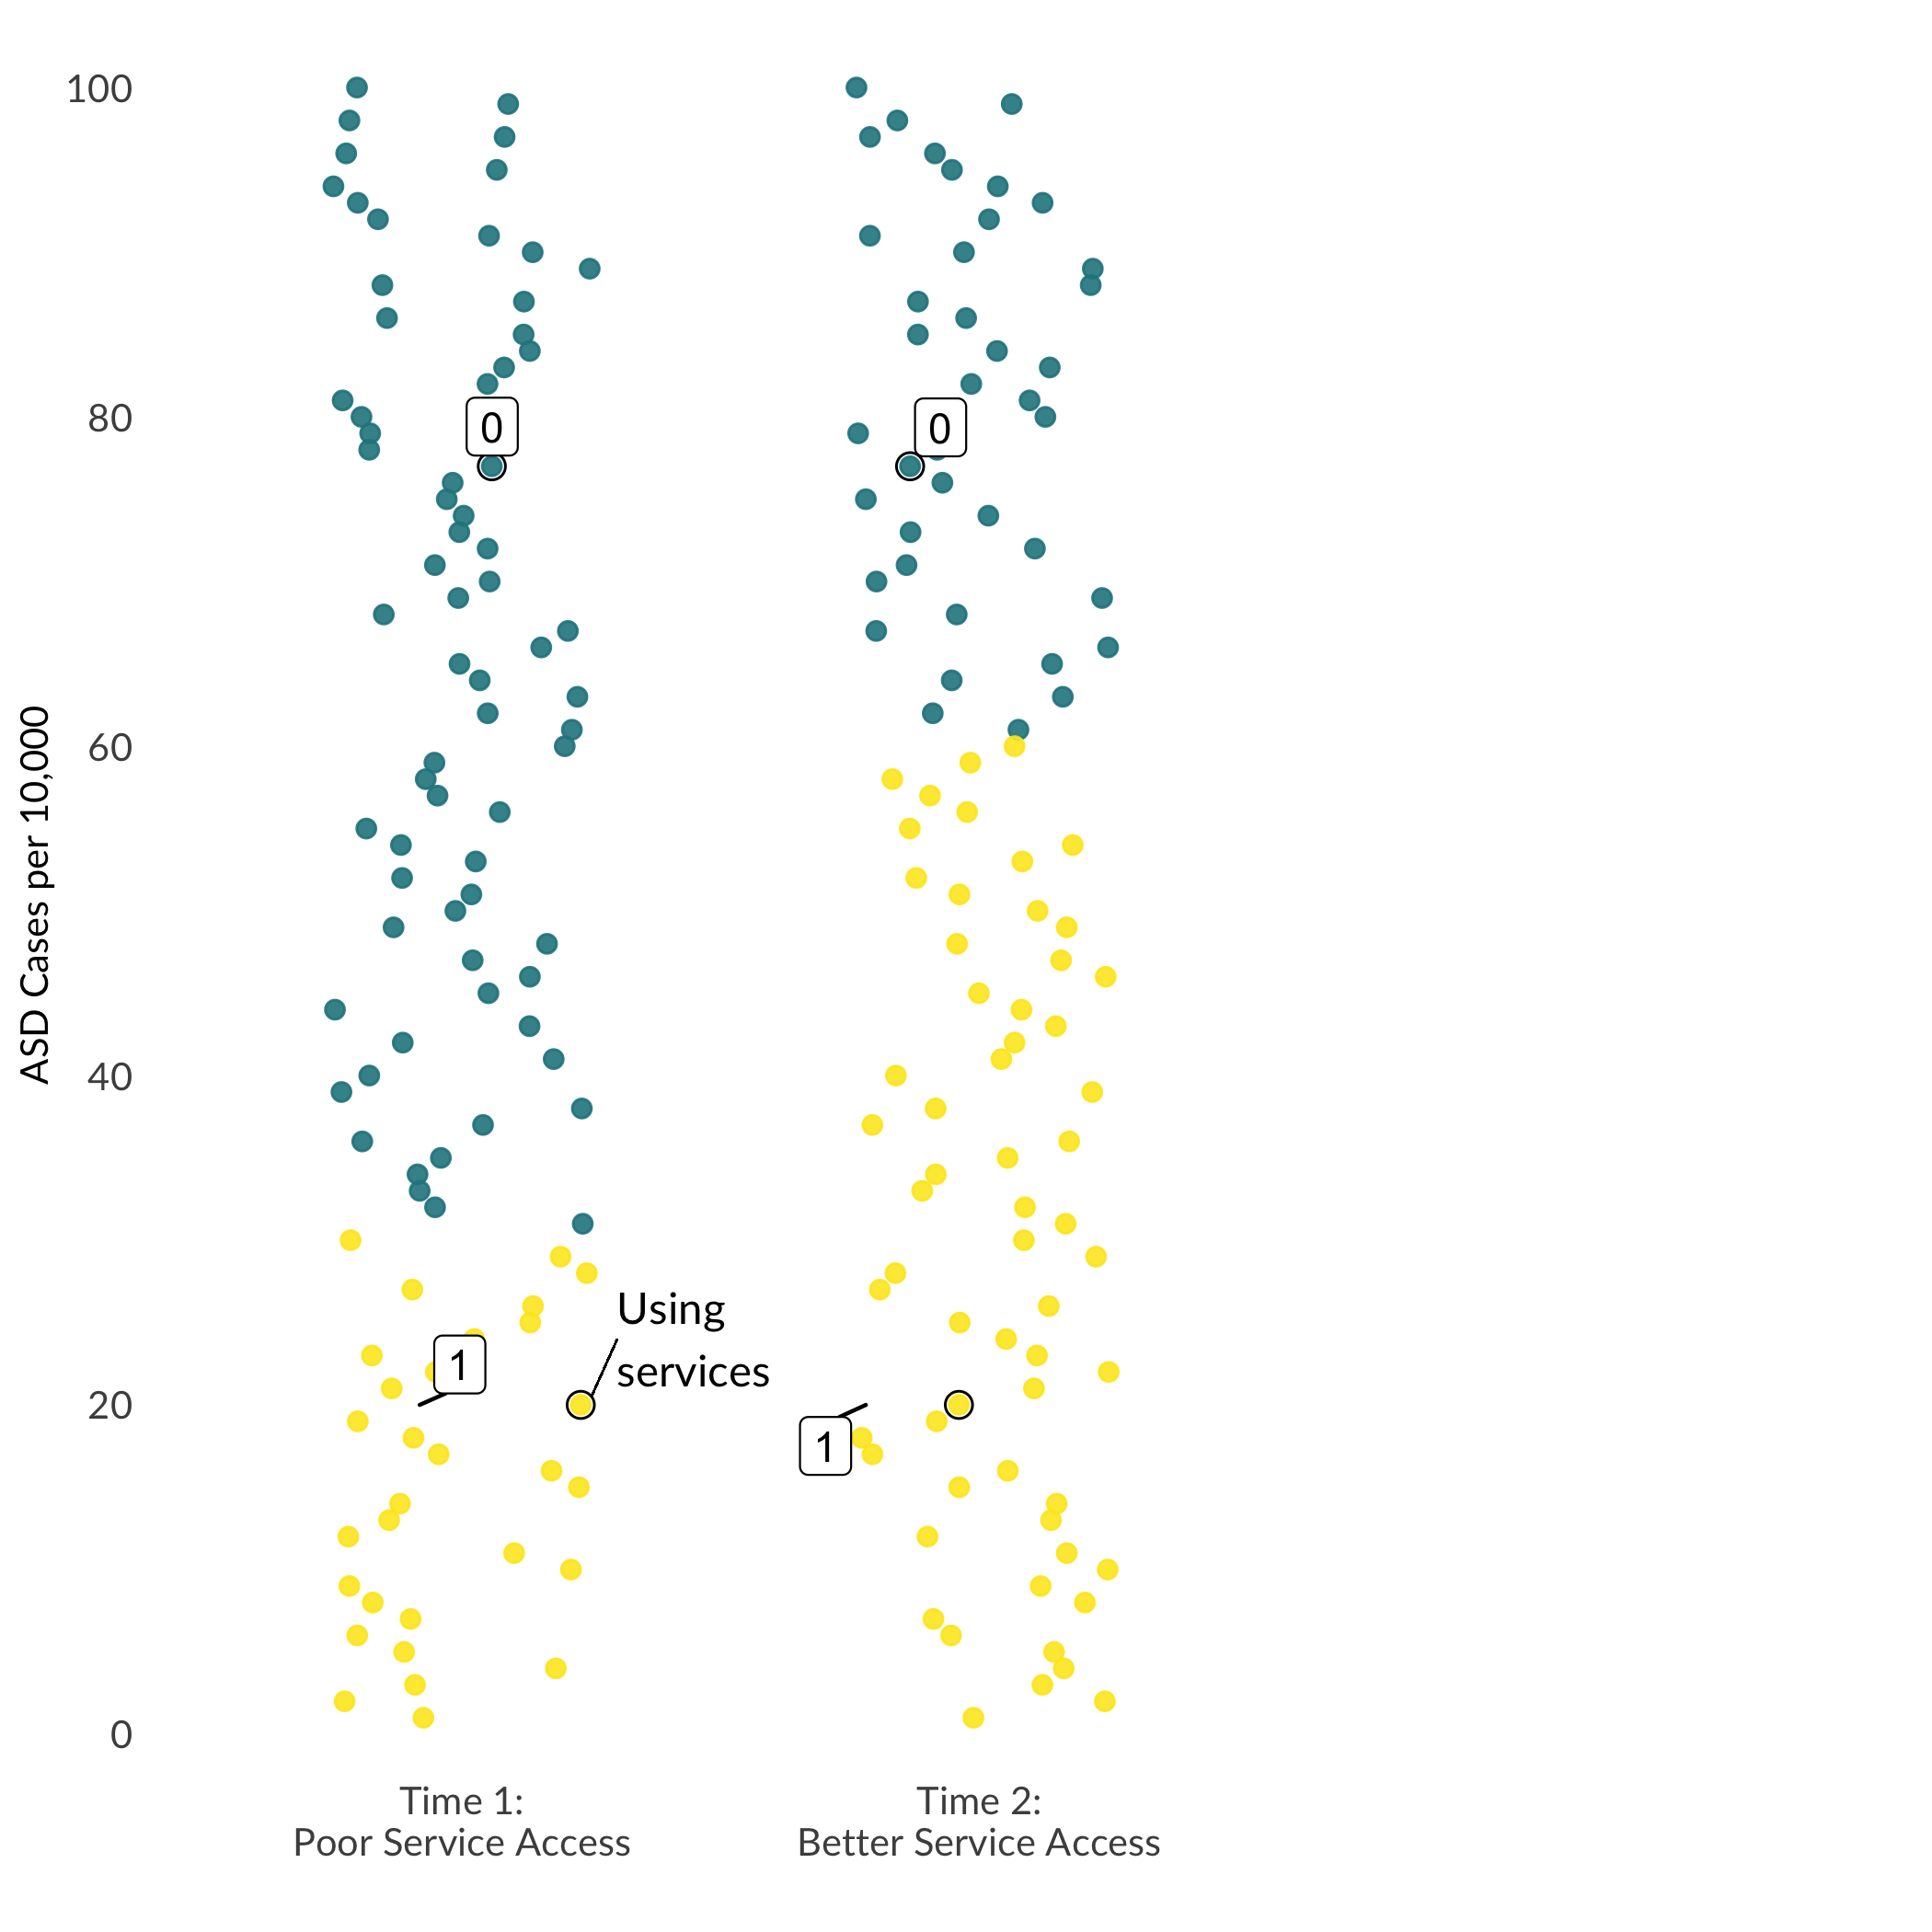 100
80
60
40
20
0
ASD Cases per 10,000
0
0
1
1
Using
services
Time 1:
Poor Service Access
Time 2:
Better Service Access